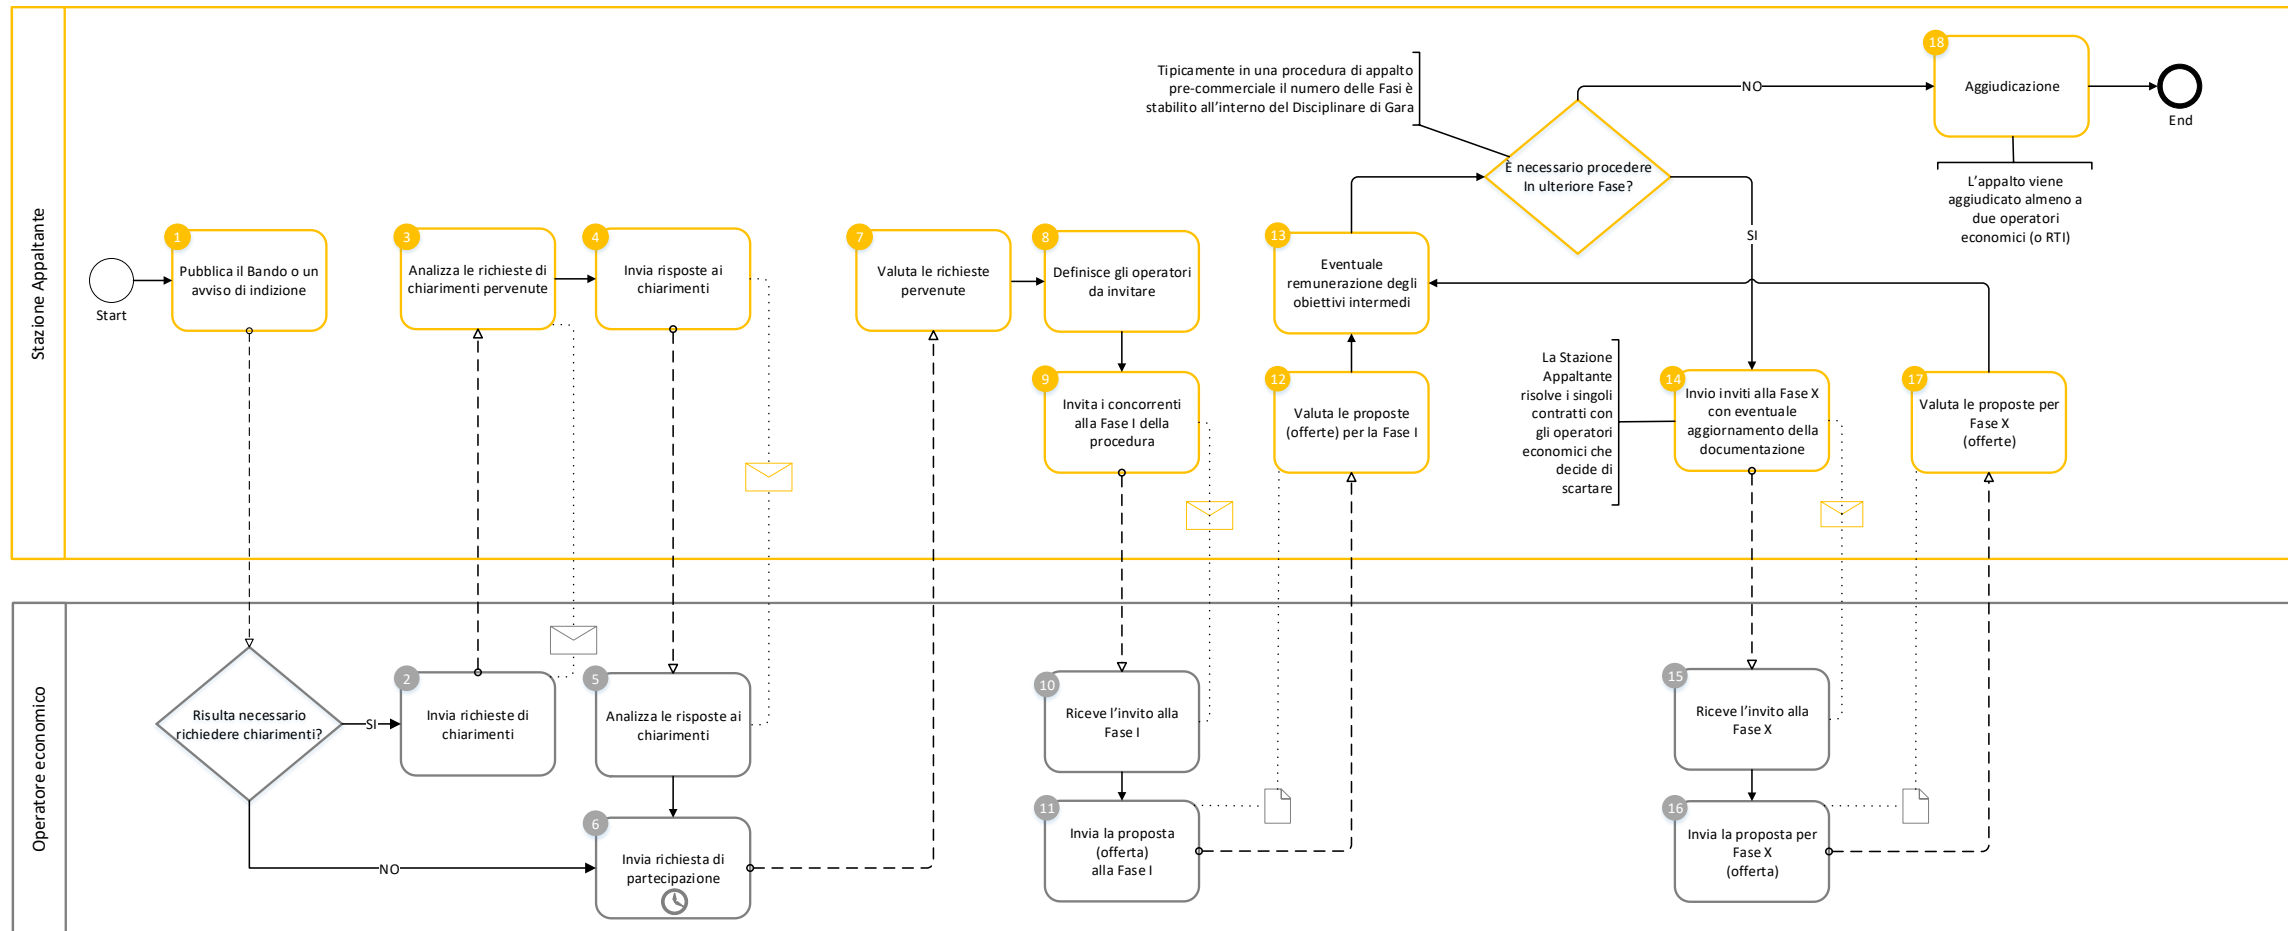 Stazione Appaltante
Start
1
Pubblica il Bando o un
avviso di indizione
3
Analizza le richieste di
chiarimenti pervenute
4
Invia risposte ai
chiarimenti
7
Valuta le richieste
pervenute
8
Definisce gli operatori
da invitare
9
Invita i concorrenti
alla Fase I della
procedura
12
Valuta le proposte
(offerte) per la Fase I
13
Eventuale
remunerazione degli
obiettivi intermedi
Tipicamente in una procedura di appalto
pre-commerciale il numero delle Fasi è
stabilito all'interno del Disciplinare di Gara
È necessario procedere
In ulteriore Fase?
NO
SI
18
Aggiudicazione
End
L'appalto viene
aggiudicato almeno a
due operatori
economici (o RTI)
La Stazione
Appaltante
risolve i singoli
contratti con
gli operatori
economici che
decide di
scartare
14
Invio inviti alla Fase X
con eventuale
aggiornamento della
documentazione
17
Valuta le proposte per
Fase X
(offerte)
Operatore economico
Risulta necessario
richiedere chiarimenti?
SI
NO
2
Invia richieste di
chiarimenti
5
Analizza le risposte ai
chiarimenti
6
Invia richiesta di
partecipazione
10
Riceve l'invito alla
Fase I
11
Invia la proposta
(offerta)
alla Fase I
15
Riceve l'invito alla
Fase X
16
Invia la proposta per
Fase X
(offerta)